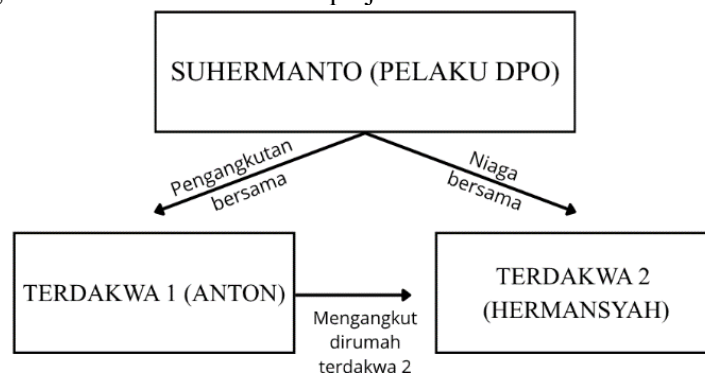 SUHERMANTO (PELAKU DPO)
Pengangkutan
bersama
Niaga
bersama
TERDAKWA 1 (ANTON)
Mengangkut
dirumah
terdakwa 2
TERDAKWA 2
(HERMANSYAH)